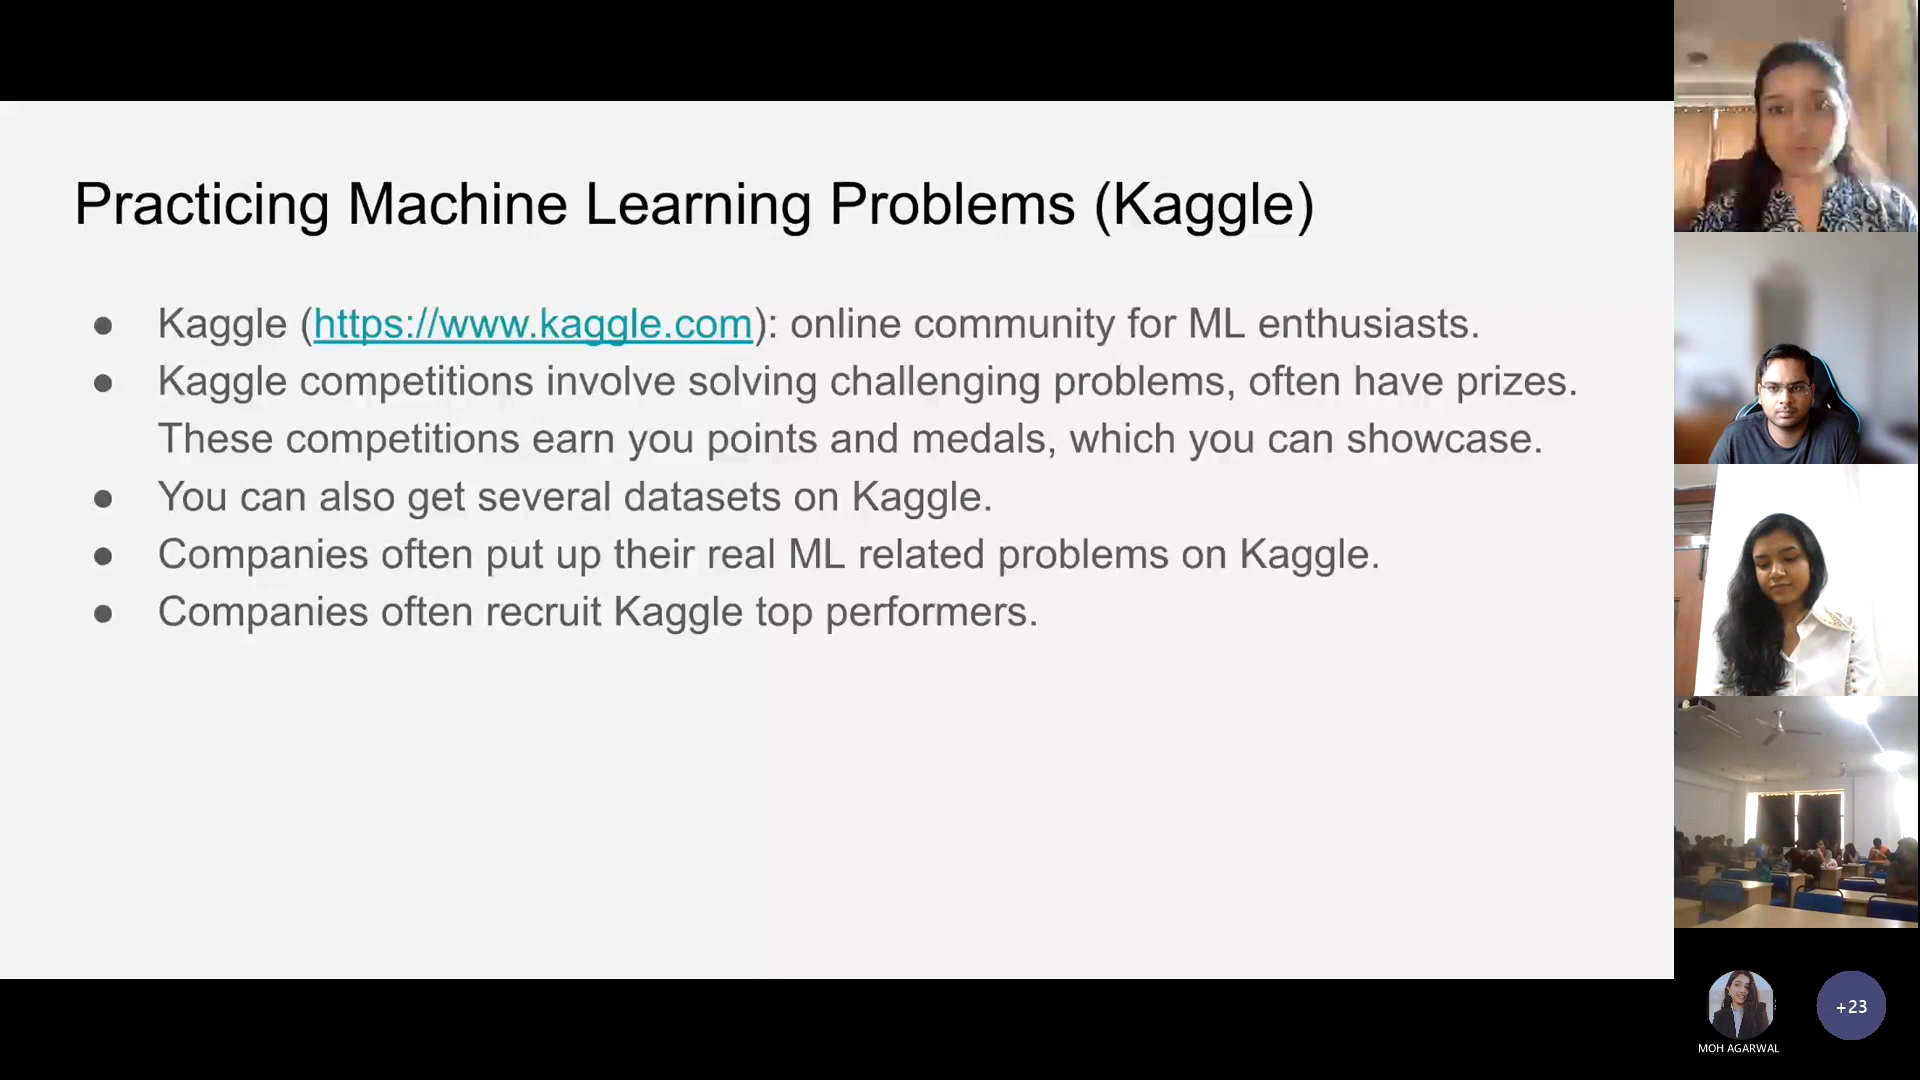 Practicing Machine Learning Problems (Kaggle)
● Kaggle (https://www.kaggle.com): online community for ML enthusiasts.
● Kaggle competitions involve solving challenging problems, often have prizes.
These competitions earn you points and medals, which you can showcase.
● You can also get several datasets on Kaggle.
● Companies often put up their real ML related problems on Kaggle.
● Companies often recruit Kaggle top performers.
+23
MOH AGARWAL